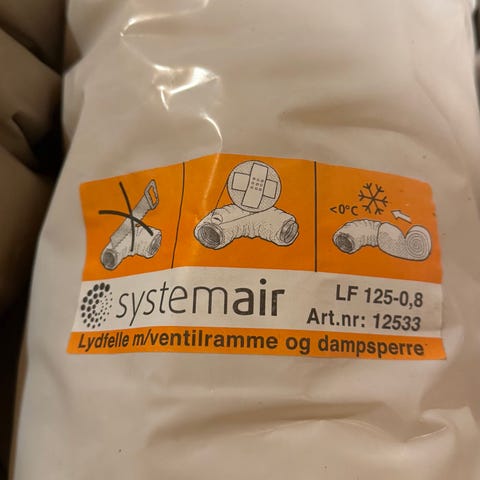 <0°C
systemair
LF 125-0,8
Art.nr: 12533
Lydfelle m/ventilramme og dampsperre